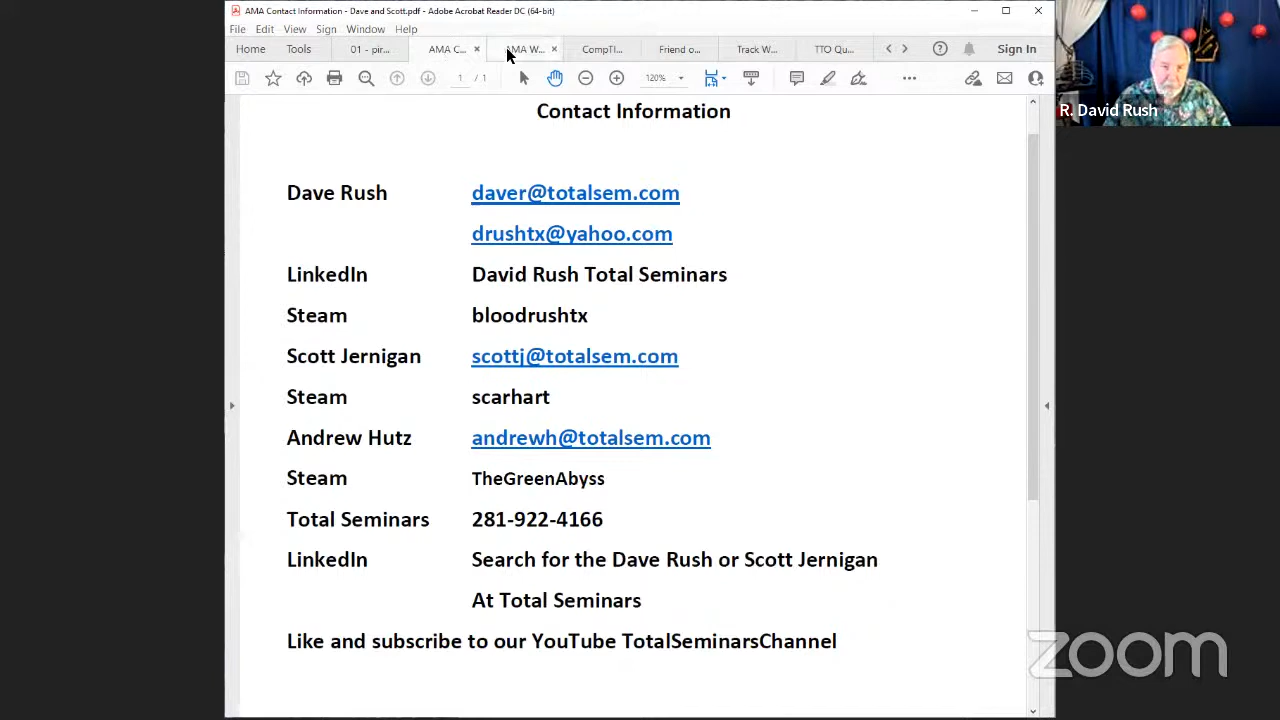 AMA Contact Information - Dave and Scott.pdf - Adobe Acrobat Reader DC (64-bit)
File Edit View Sign Window Help
Home Tools 01 - pir... AMA C... × AMA W... × CompTI... Friend o... Track W... TTO Qu... Sign In
1 / 1 120%
Contact Information
Dave Rush daver@totalsem.com
drushtx@yahoo.com
LinkedIn David Rush Total Seminars
Steam bloodrushtx
Scott Jernigan scottj@totalsem.com
Steam scarhart
Andrew Hutz andrewh@totalsem.com
Steam TheGreenAbyss
Total Seminars 281-922-4166
LinkedIn Search for the Dave Rush or Scott Jernigan
At Total Seminars
Like and subscribe to our YouTube TotalSeminarsChannel
R. David Rush
zoom